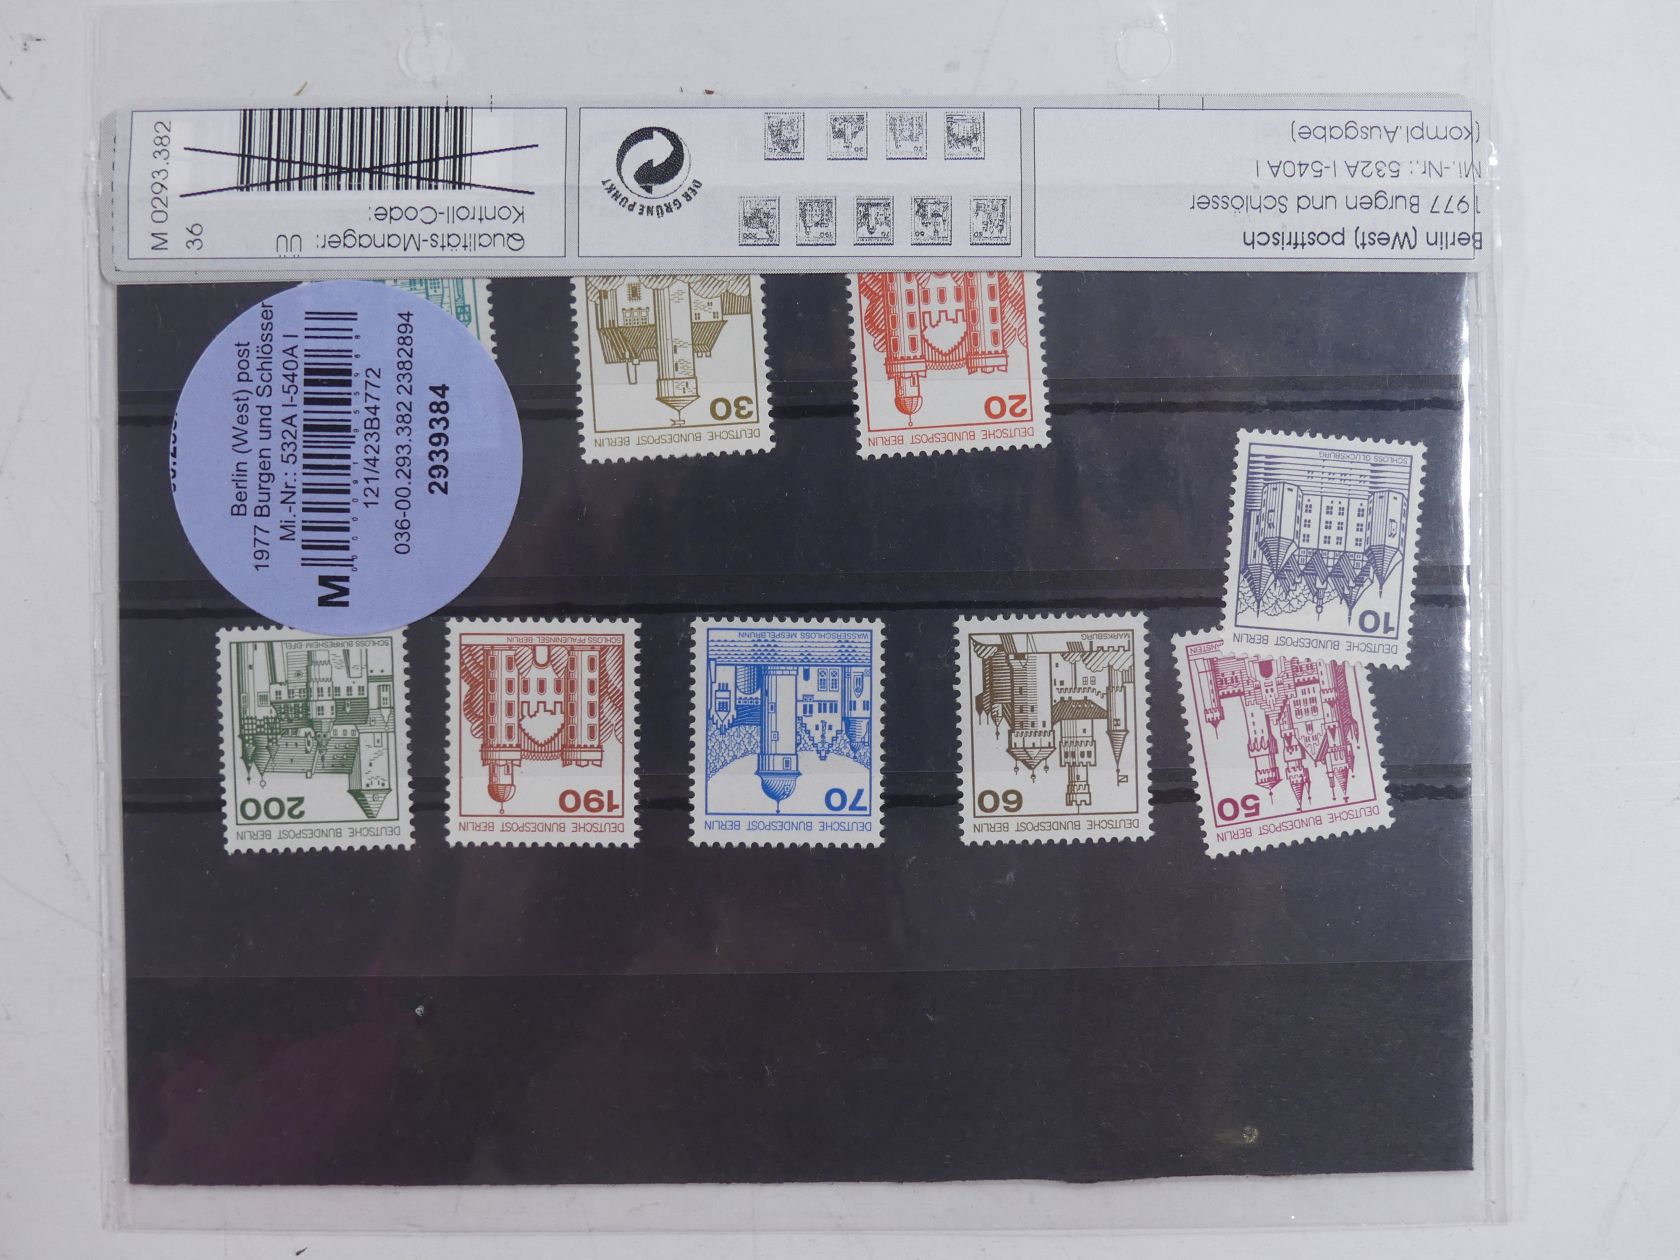 Berlin (West) postfrisch
1977 Burgen und Schlösser
Mi.-Nr.: 532A I-540A I
(kompl.Ausgabe)
DER GRÜNE PUNKT
Qualitäts-Manager: ÜÜ
Kontroll-Code:
M 0293.382
36
Berlin (West) post
1977 Burgen und Schlösser
Mi.-Nr.: 532A I-540A I
M
121/423B4772
036-00.293.382 2382894
2939384
DEUTSCHE BUNDESPOST BERLIN
30
DEUTSCHE BUNDESPOST BERLIN
20
DEUTSCHE BUNDESPOST BERLIN
10
SCHLOSS GLÜCKSBURG
DEUTSCHE BUNDESPOST BERLIN
50
NSTEIN
DEUTSCHE BUNDESPOST BERLIN
60
MARKSBURG
DEUTSCHE BUNDESPOST BERLIN
70
WASSERSCHLOSS MESPELBRUNN
DEUTSCHE BUNDESPOST BERLIN
190
SCHLOSS PFAUENINSEL-BERLIN
DEUTSCHE BUNDESPOST BERLIN
200
SCHLOSS BÜRRESHEIM-EIFEL